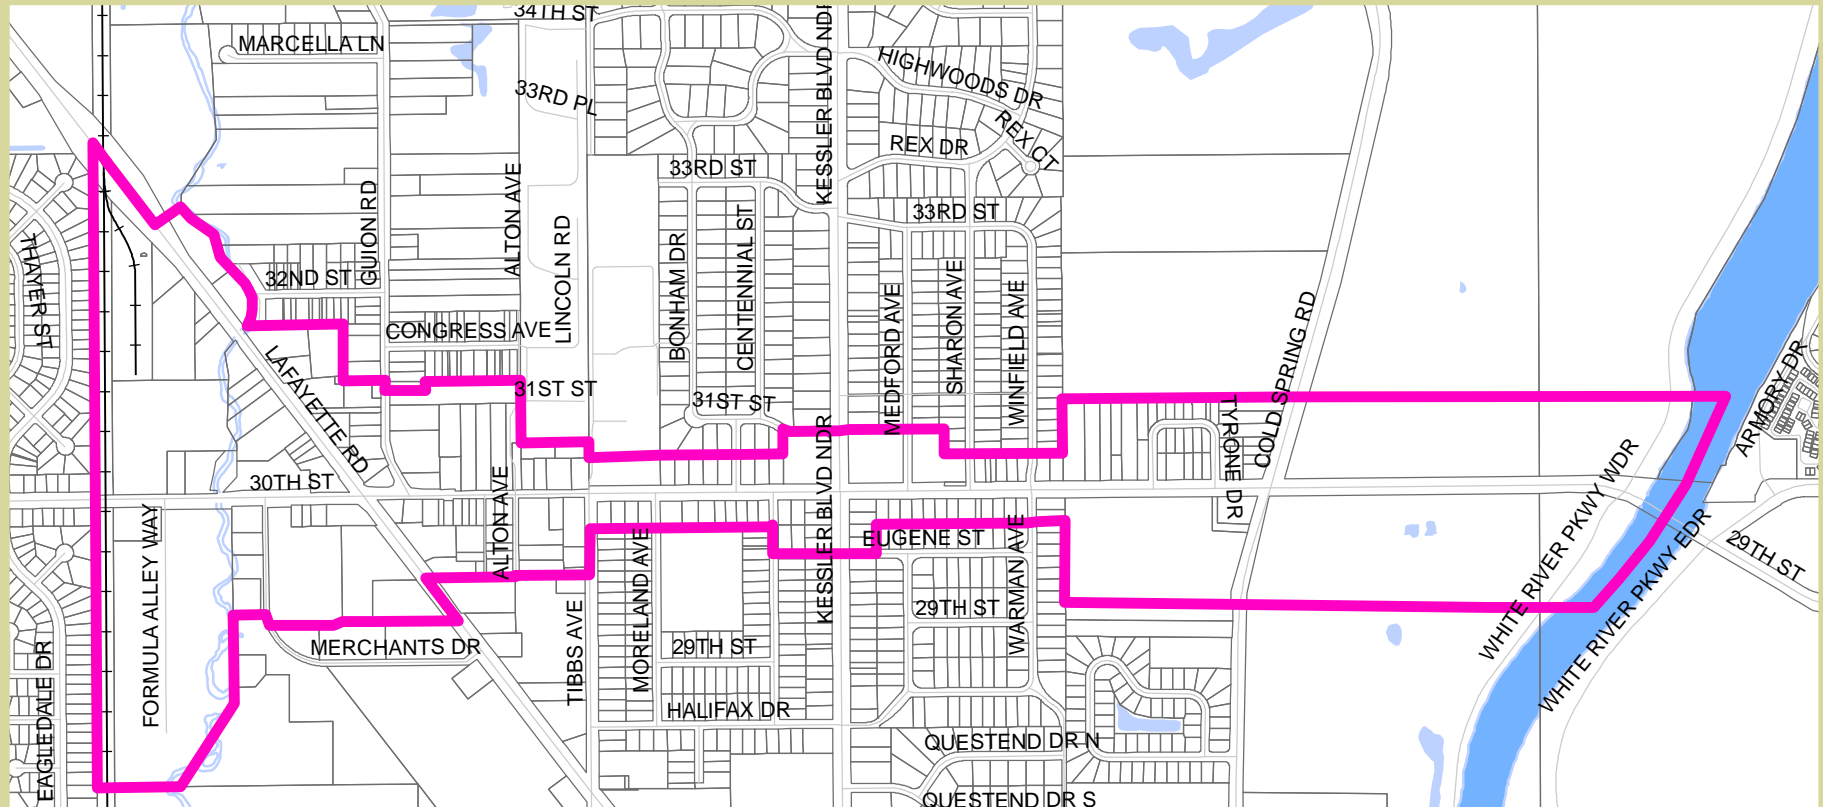 34TH ST
MARCELLA LN
KESSLER BLVD NDR
HIGHWOODS DR
33RD PL
REX CT
REX DR
33RD ST
GUION RD
ALTON AVE
33RD ST
LINCOLN RD
BONHAM DR
CENTENNIAL ST
THAYER ST
32ND ST
MEDFORD AVE
SHARON AVE
WINFIELD AVE
COLD SPRING RD
CONGRESS AVE
LAFAYETTE RD
31ST ST
31ST ST
TYRONE DR
ARMORY DR
KESSLER BLVD NDR
WHITE RIVER PKWY WDR
30TH ST
ALTON AVE
FORMULA ALLEY WAY
MORELAND AVE
EUGENE ST
WARMAN AVE
WHITE RIVER PKWY EDR
29TH ST
29TH ST
TIBBS AVE
EAGLEDALE DR
MERCHANTS DR
29TH ST
HALIFAX DR
QUESTEND DR N
QUESTEND DR S